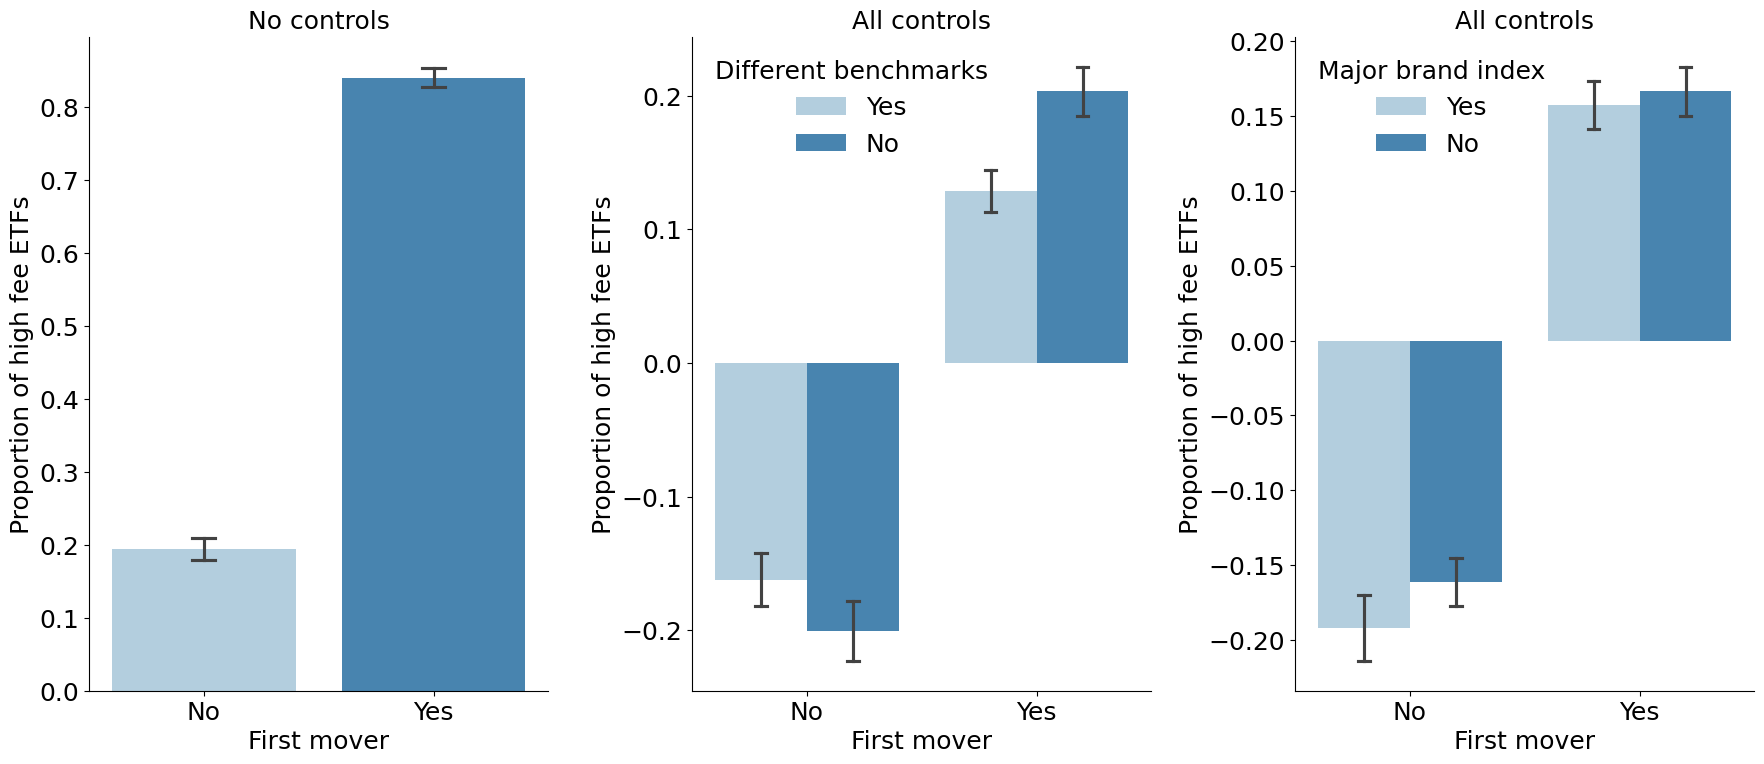 No controls
Proportion of high fee ETFs
0.8
0.7
0.6
0.5
0.4
0.3
0.2
0.1
0.0
No Yes
First mover
All controls
Different benchmarks
Yes
No
Proportion of high fee ETFs
0.2
0.1
0.0
−0.1
−0.2
No Yes
First mover
All controls
Major brand index
Yes
No
Proportion of high fee ETFs
0.20
0.15
0.10
0.05
0.00
−0.05
−0.10
−0.15
−0.20
No Yes
First mover